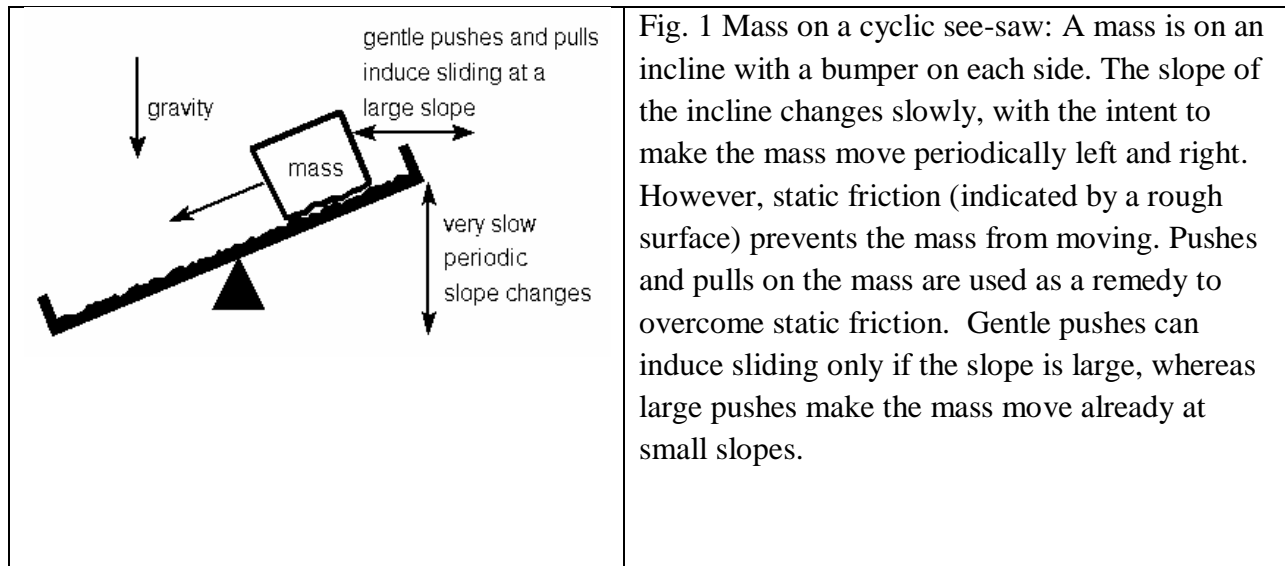 gentle pushes and pulls
induce sliding at a
large slope
gravity
mass
very slow
periodic
slope changes
Fig. 1 Mass on a cyclic see-saw: A mass is on an
incline with a bumper on each side. The slope of
the incline changes slowly, with the intent to
make the mass move periodically left and right.
However, static friction (indicated by a rough
surface) prevents the mass from moving. Pushes
and pulls on the mass are used as a remedy to
overcome static friction.  Gentle pushes can
induce sliding only if the slope is large, whereas
large pushes make the mass move already at
small slopes.